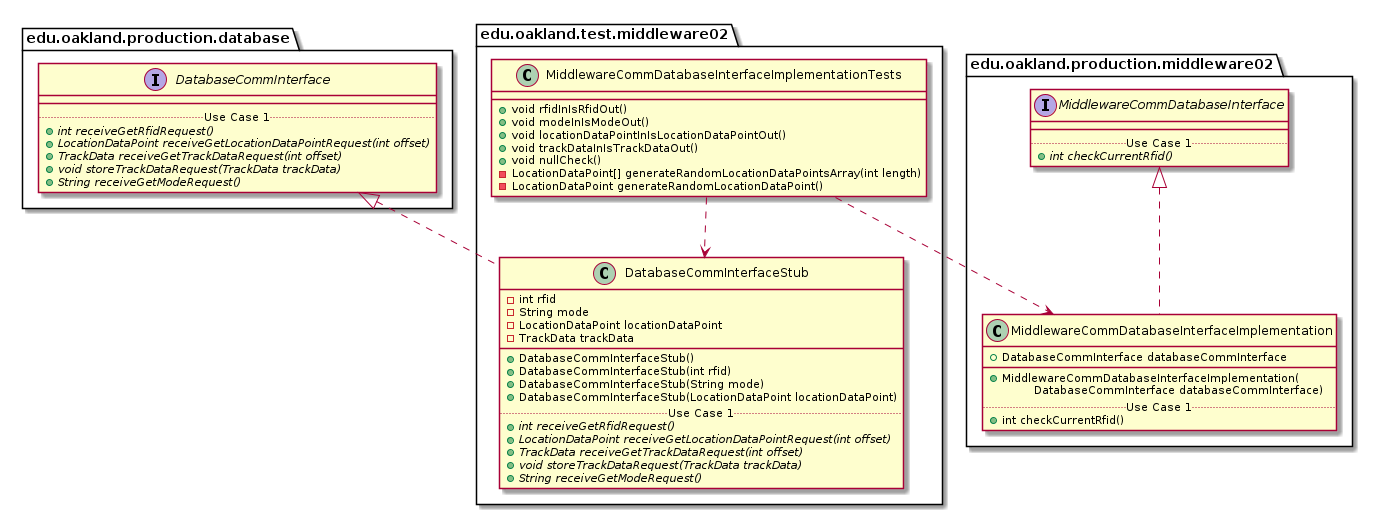 edu.oakland.production.database
I DatabaseCommInterface
Use Case 1
int receiveGetRfidRequest()
LocationDataPoint receiveGetLocationDataPointRequest(int offset)
TrackData receiveGetTrackDataRequest(int offset)
void storeTrackDataRequest(TrackData trackData)
String receiveGetModeRequest()
edu.oakland.test.middleware02
C MiddlewareCommDatabaseInterfaceImplementationTests
void rfidInIsRfidOut()
void modeInIsModeOut()
void locationDataPointInIsLocationDataPointOut()
void trackDataInIsTrackDataOut()
void nullCheck()
LocationDataPoint[] generateRandomLocationDataPointsArray(int length)
LocationDataPoint generateRandomLocationDataPoint()
C DatabaseCommInterfaceStub
int rfid
String mode
LocationDataPoint locationDataPoint
TrackData trackData
DatabaseCommInterfaceStub()
DatabaseCommInterfaceStub(int rfid)
DatabaseCommInterfaceStub(String mode)
DatabaseCommInterfaceStub(LocationDataPoint locationDataPoint)
Use Case 1
int receiveGetRfidRequest()
LocationDataPoint receiveGetLocationDataPointRequest(int offset)
TrackData receiveGetTrackDataRequest(int offset)
void storeTrackDataRequest(TrackData trackData)
String receiveGetModeRequest()
edu.oakland.production.middleware02
I MiddlewareCommDatabaseInterface
Use Case 1
int checkCurrentRfid()
C MiddlewareCommDatabaseInterfaceImplementation
DatabaseCommInterface databaseCommInterface
MiddlewareCommDatabaseInterfaceImplementation(
DatabaseCommInterface databaseCommInterface)
Use Case 1
int checkCurrentRfid()